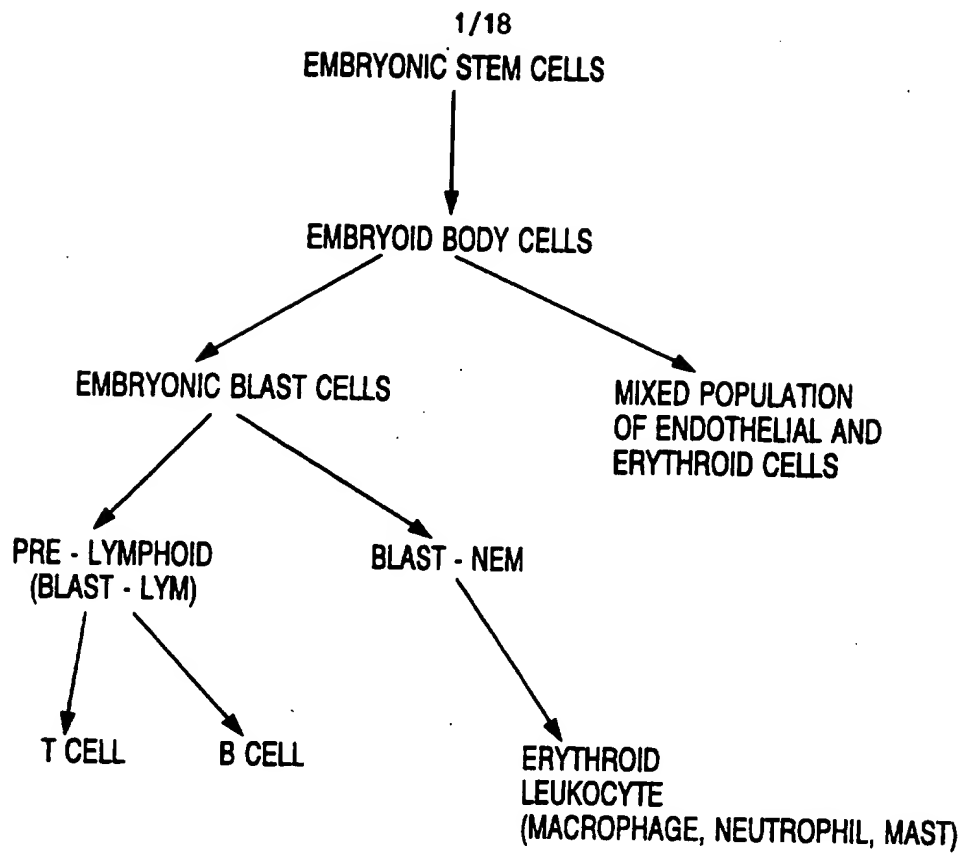 1/18
EMBRYONIC STEM CELLS
EMBRYOID BODY CELLS
EMBRYONIC BLAST CELLS
MIXED POPULATION
OF ENDOTHELIAL AND
ERYTHROID CELLS
PRE - LYMPHOID
(BLAST - LYM)
BLAST - NEM
T CELL
B CELL
ERYTHROID
LEUKOCYTE
(MACROPHAGE, NEUTROPHIL, MAST)